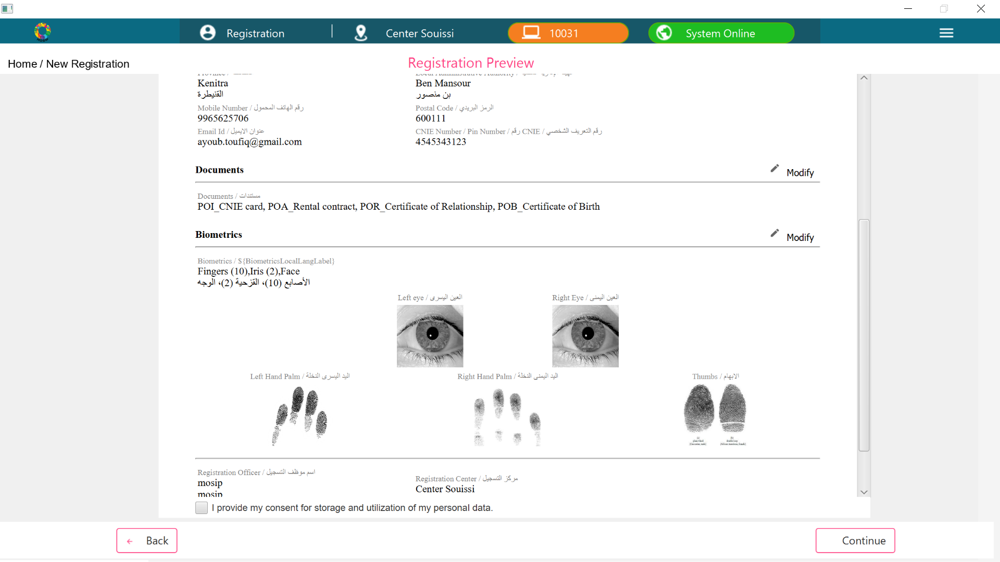 Registration
Center Souissi
10031
System Online
Home / New Registration
Registration Preview
Kenitra
القنيطرة
Ben Mansour
بن منصور
Mobile Number / رقم الهاتف المحمول
9965625706
Postal Code / الرمز البريدي
600111
Email Id / عنوان الايميل
ayoub.toufiq@gmail.com
CNIE Number / Pin Number / رقم CNIE / رقم التعريف الشخصي
4545343123
Documents
Modify
Documents / مستندات
POI_CNIE card, POA_Rental contract, POR_Certificate of Relationship, POB_Certificate of Birth
Biometrics
Modify
Biometrics / ${BiometricsLocalLangLabel}
Fingers (10),Iris (2),Face
الأصابع (10)، القزحية (2)، الوجه
Left eye / العين اليسرى
Right Eye / العين اليمنى
Left Hand Palm / اليد اليسرى النخلة
Right Hand Palm / اليد اليمنى النخلة
Thumbs / الابهام
Registration Officer / اسم موظف التسجيل
mosip
mosip
Registration Center / مركز التسجيل
Center Souissi
I provide my consent for storage and utilization of my personal data.
Back
Continue